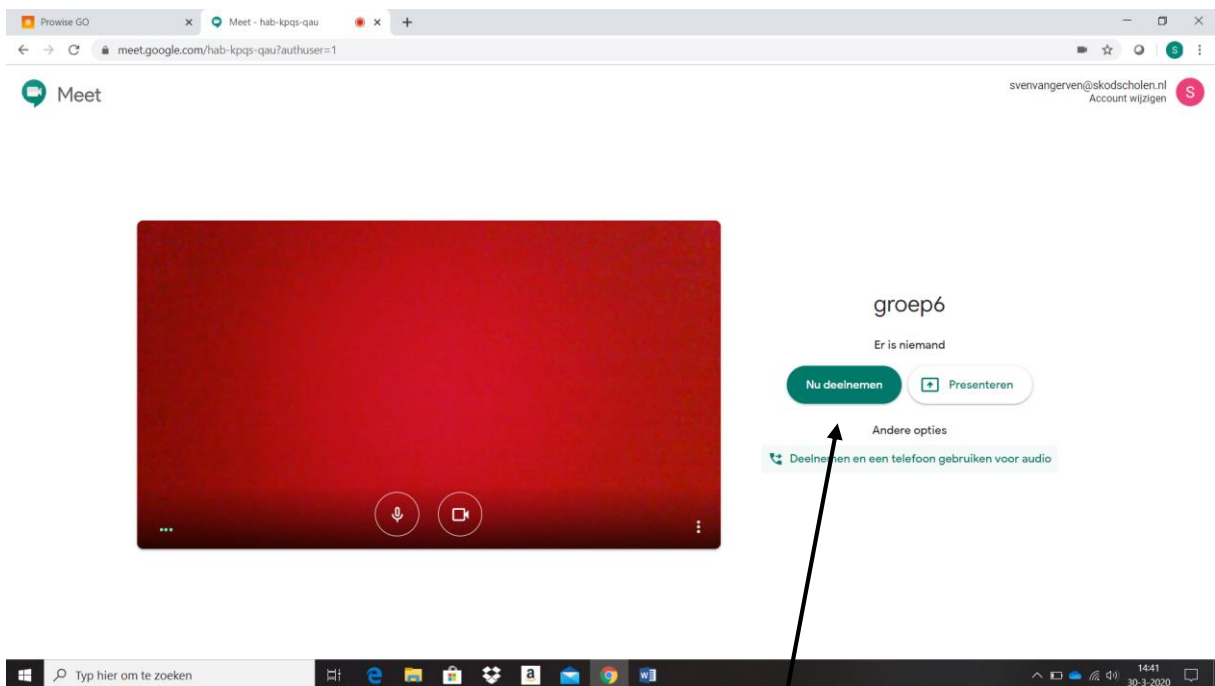 Prowise GO
Meet - hab-kpqs-qau
meet.google.com/hab-kpqs-qau?authuser=1
S
Meet
svenvangerven@skodscholen.nl
Account wijzigen
S
groep6
Er is niemand
Nu deelnemen
Presenteren
Andere opties
Deelnemen en een telefoon gebruiken voor audio
Typ hier om te zoeken
14:41
30-3-2020